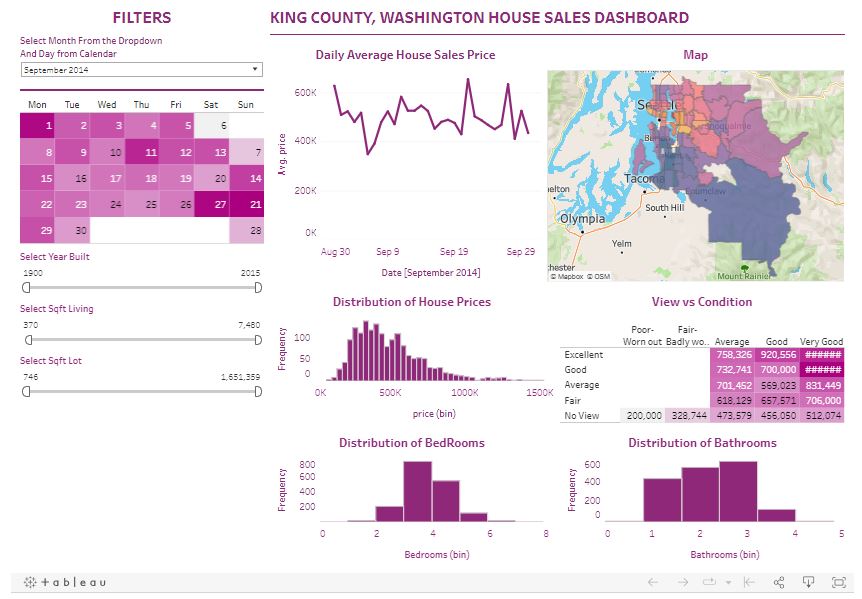 FILTERS
Select Month From the Dropdown
And Day from Calendar
September 2014
Mon Tue Wed Thu Fri Sat Sun
1 2 3 4 5 6
8 9 10 11 12 13 7
15 16 17 18 19 20 14
22 23 24 25 26 27 21
29 30 28
Select Year Built
1900 2015
Select Sqft Living
370 7,480
Select Sqft Lot
746 1,651,359
KING COUNTY, WASHINGTON HOUSE SALES DASHBOARD
Daily Average House Sales Price
Avg. price
600K
400K
200K
0K
Aug 30 Sep 9 Sep 19 Sep 29
Date [September 2014]
Map
Seattle
Tacoma
Enumclaw
South Hill
Olympia
Yelm
Mount Rainier
© Mapbox © OSM
Distribution of House Prices
Frequency
100
50
0
0K 500K 1000K 1500K
price (bin)
View vs Condition
Poor- Fair-
Worn out Badly wo.. Average Good Very Good
Excellent 758,326 920,556 ######
Good 732,741 700,000 ######
Average 701,452 569,023 831,449
Fair 618,129 657,571 706,000
No View 200,000 328,744 473,579 456,050 512,074
Distribution of BedRooms
Frequency
800
600
400
200
0 2 4 6 8
Bedrooms (bin)
Distribution of Bathrooms
Frequency
600
400
200
0
0 1 2 3 4 5
Bathrooms (bin)
+ableau